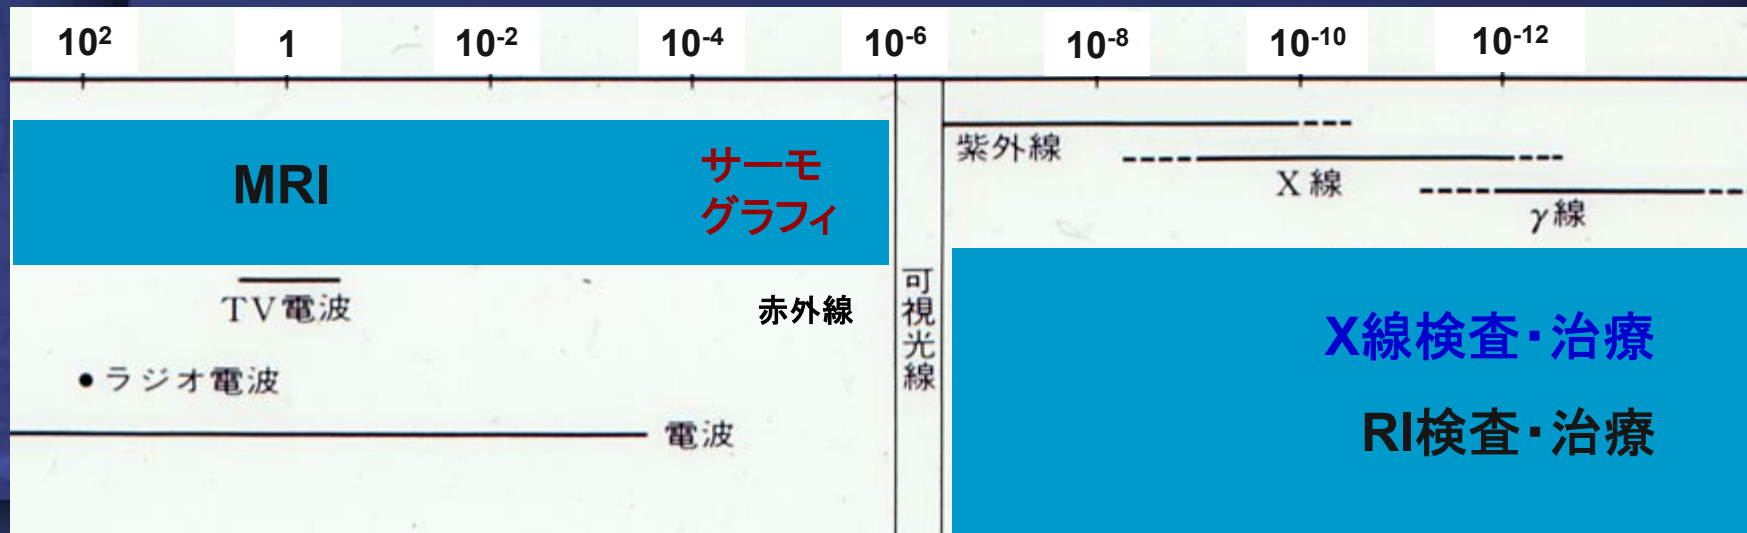 10² 1 10⁻² 10⁻⁴ 10⁻⁶ 10⁻⁸ 10⁻¹⁰ 10⁻¹²
MRI
サーモ
グラフィ
紫外線
X線
γ線
TV電波
赤外線
可視光線
ラジオ電波
電波
X線検査・治療
RI検査・治療